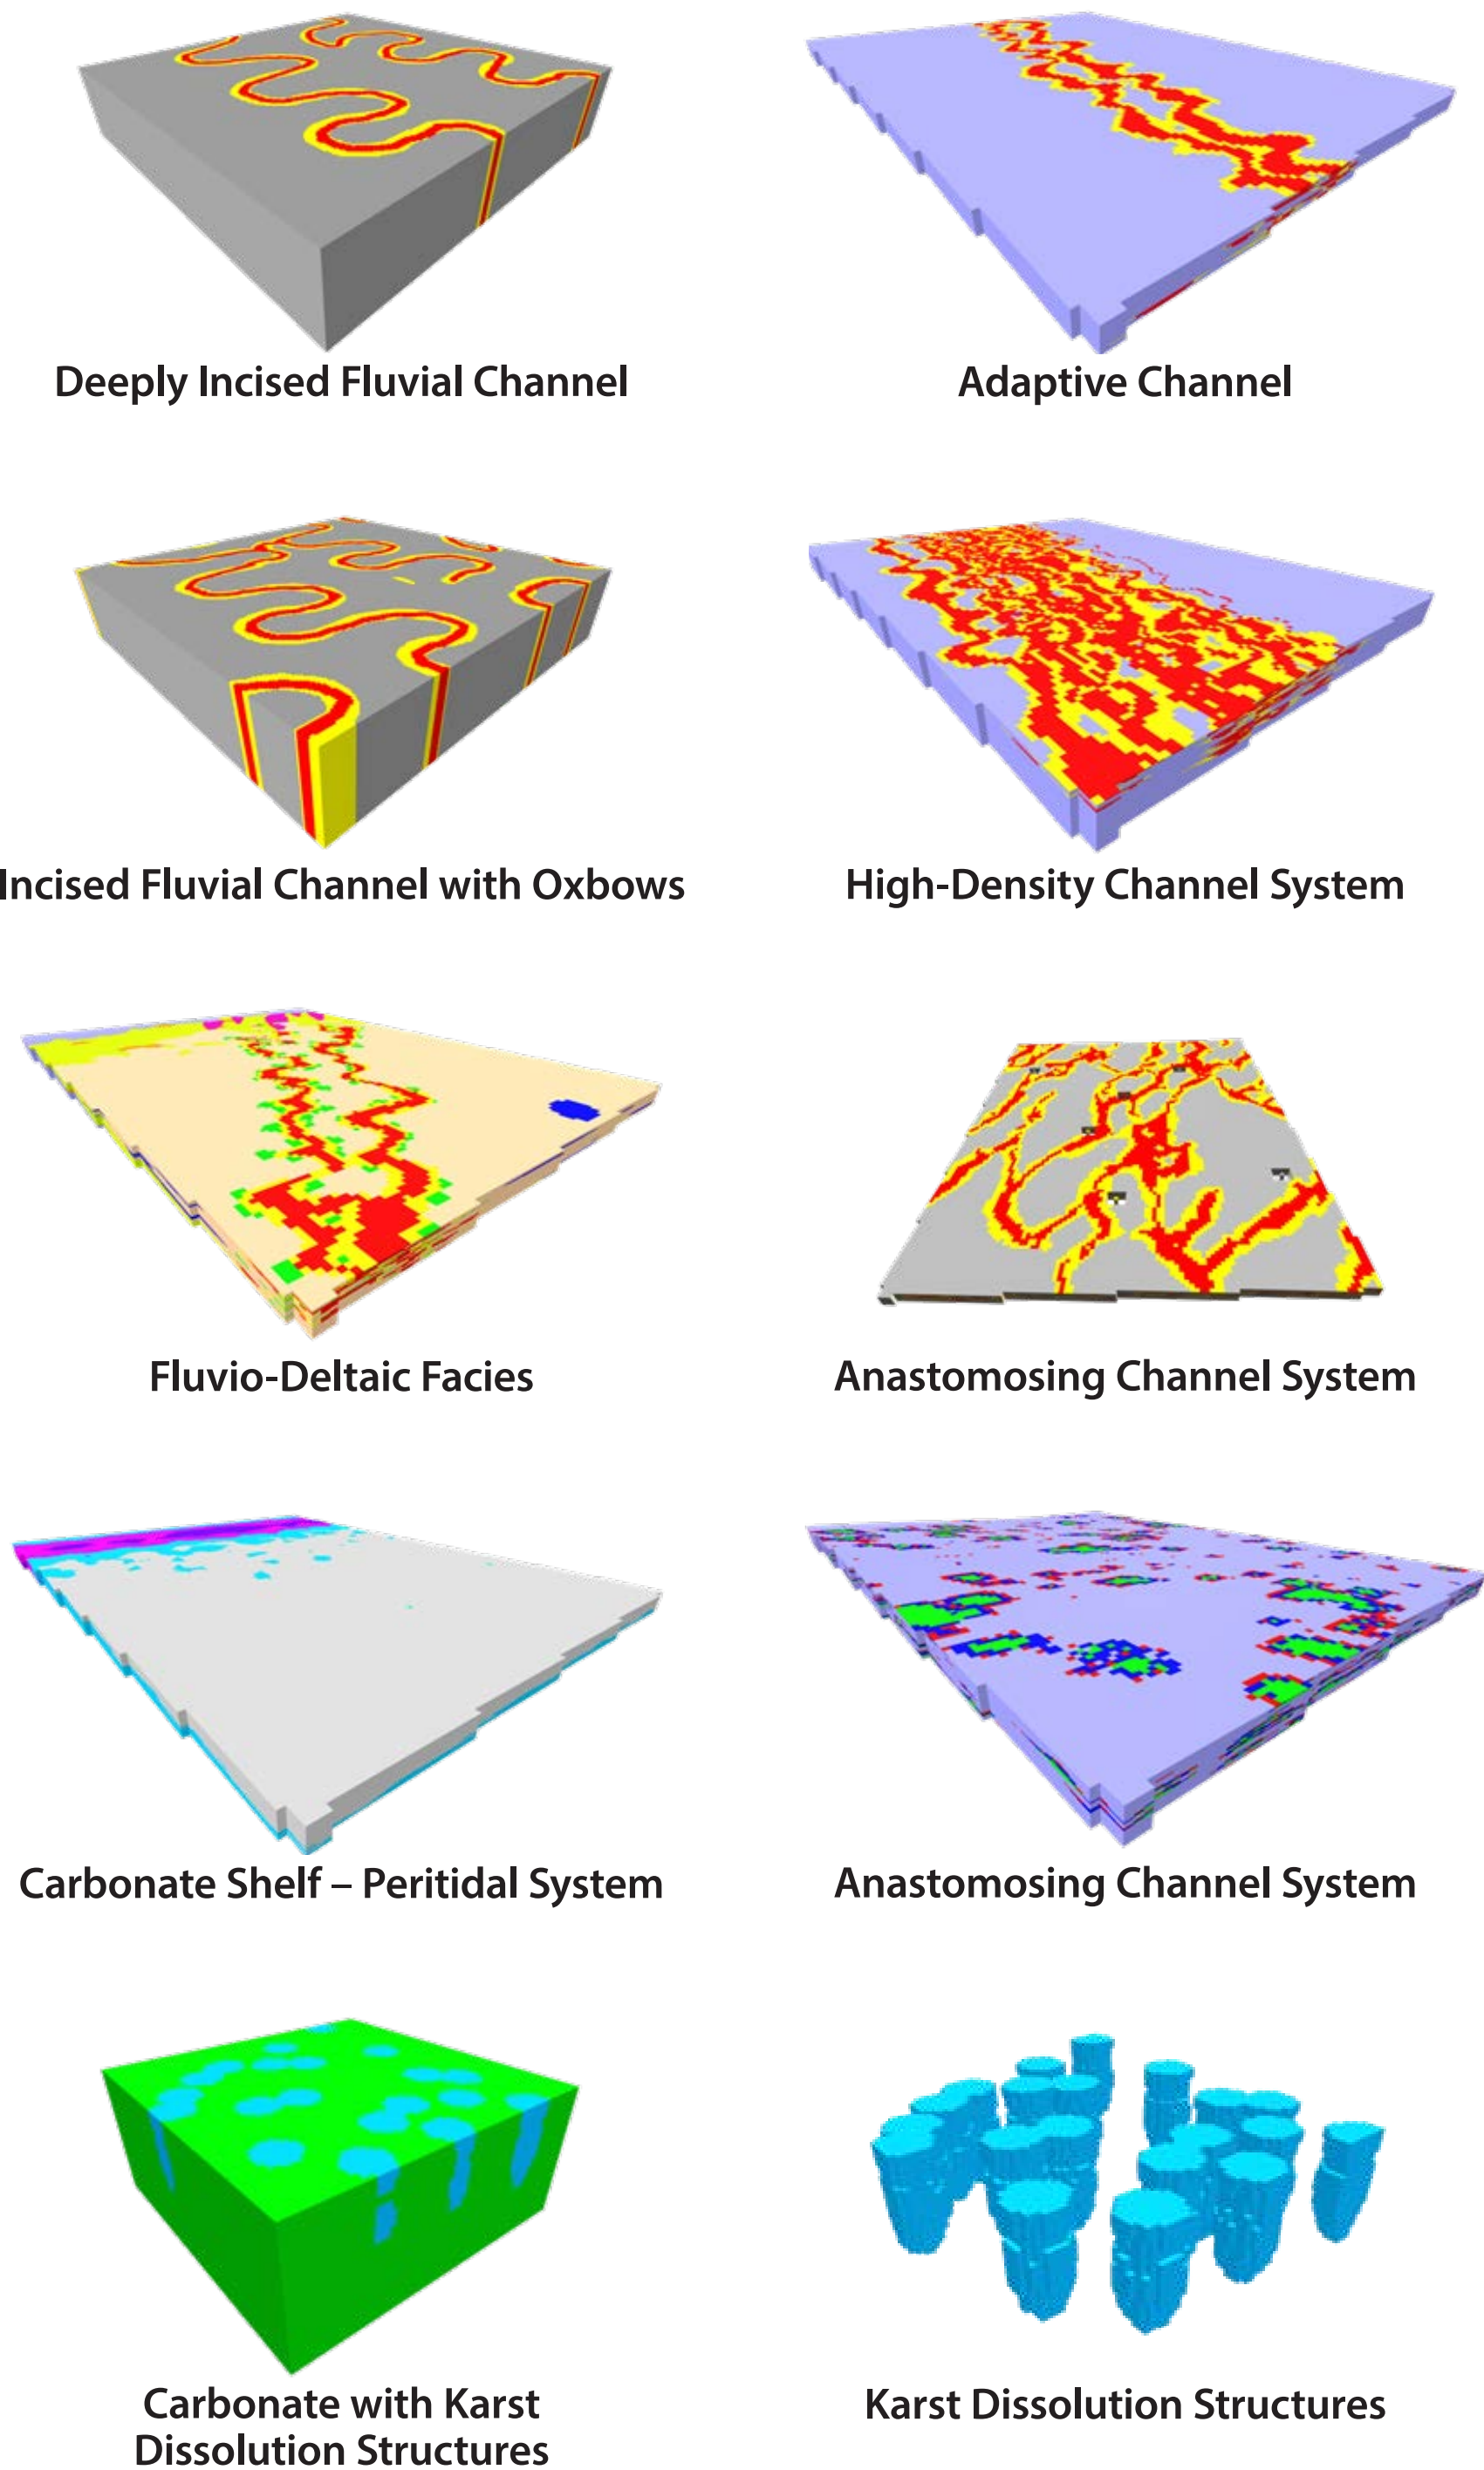 Deeply Incised Fluvial Channel
Adaptive Channel
Incised Fluvial Channel with Oxbows
High-Density Channel System
Fluvio-Deltaic Facies
Anastomosing Channel System
Carbonate Shelf – Peritidal System
Anastomosing Channel System
Carbonate with Karst
Dissolution Structures
Karst Dissolution Structures